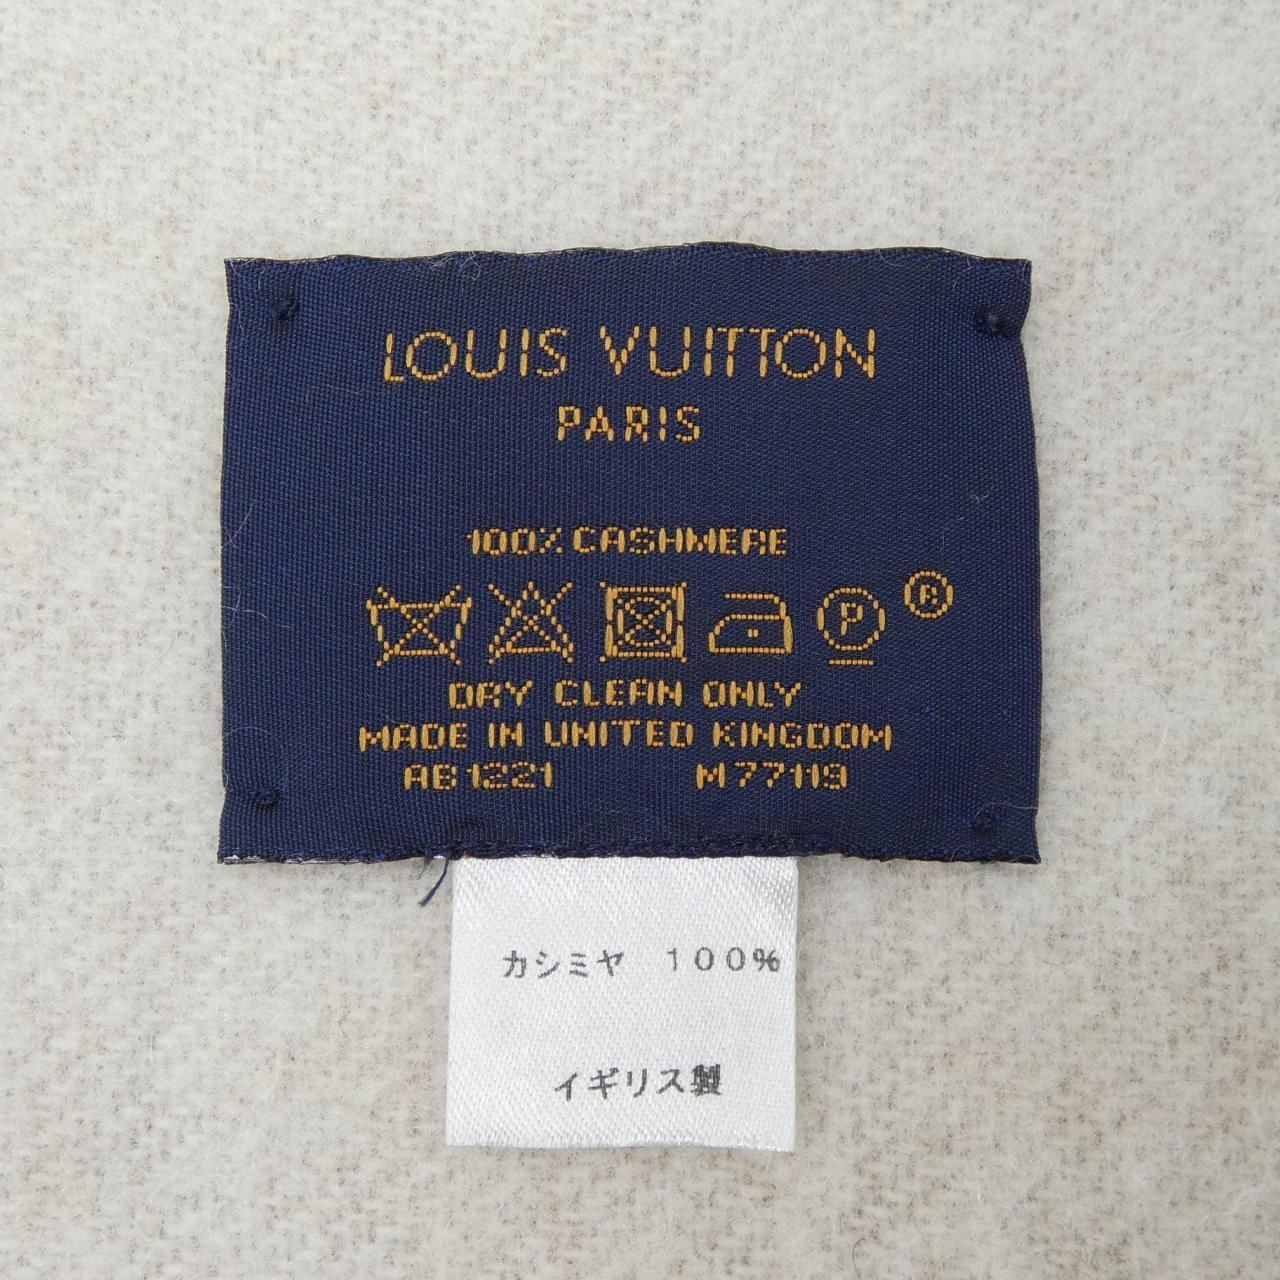 LOUIS VUITTON
PARIS
100% CASHMERE
P ®
DRY CLEAN ONLY
MADE IN UNITED KINGDOM
AB1221 M77119
カシミヤ 100%
イギリス製